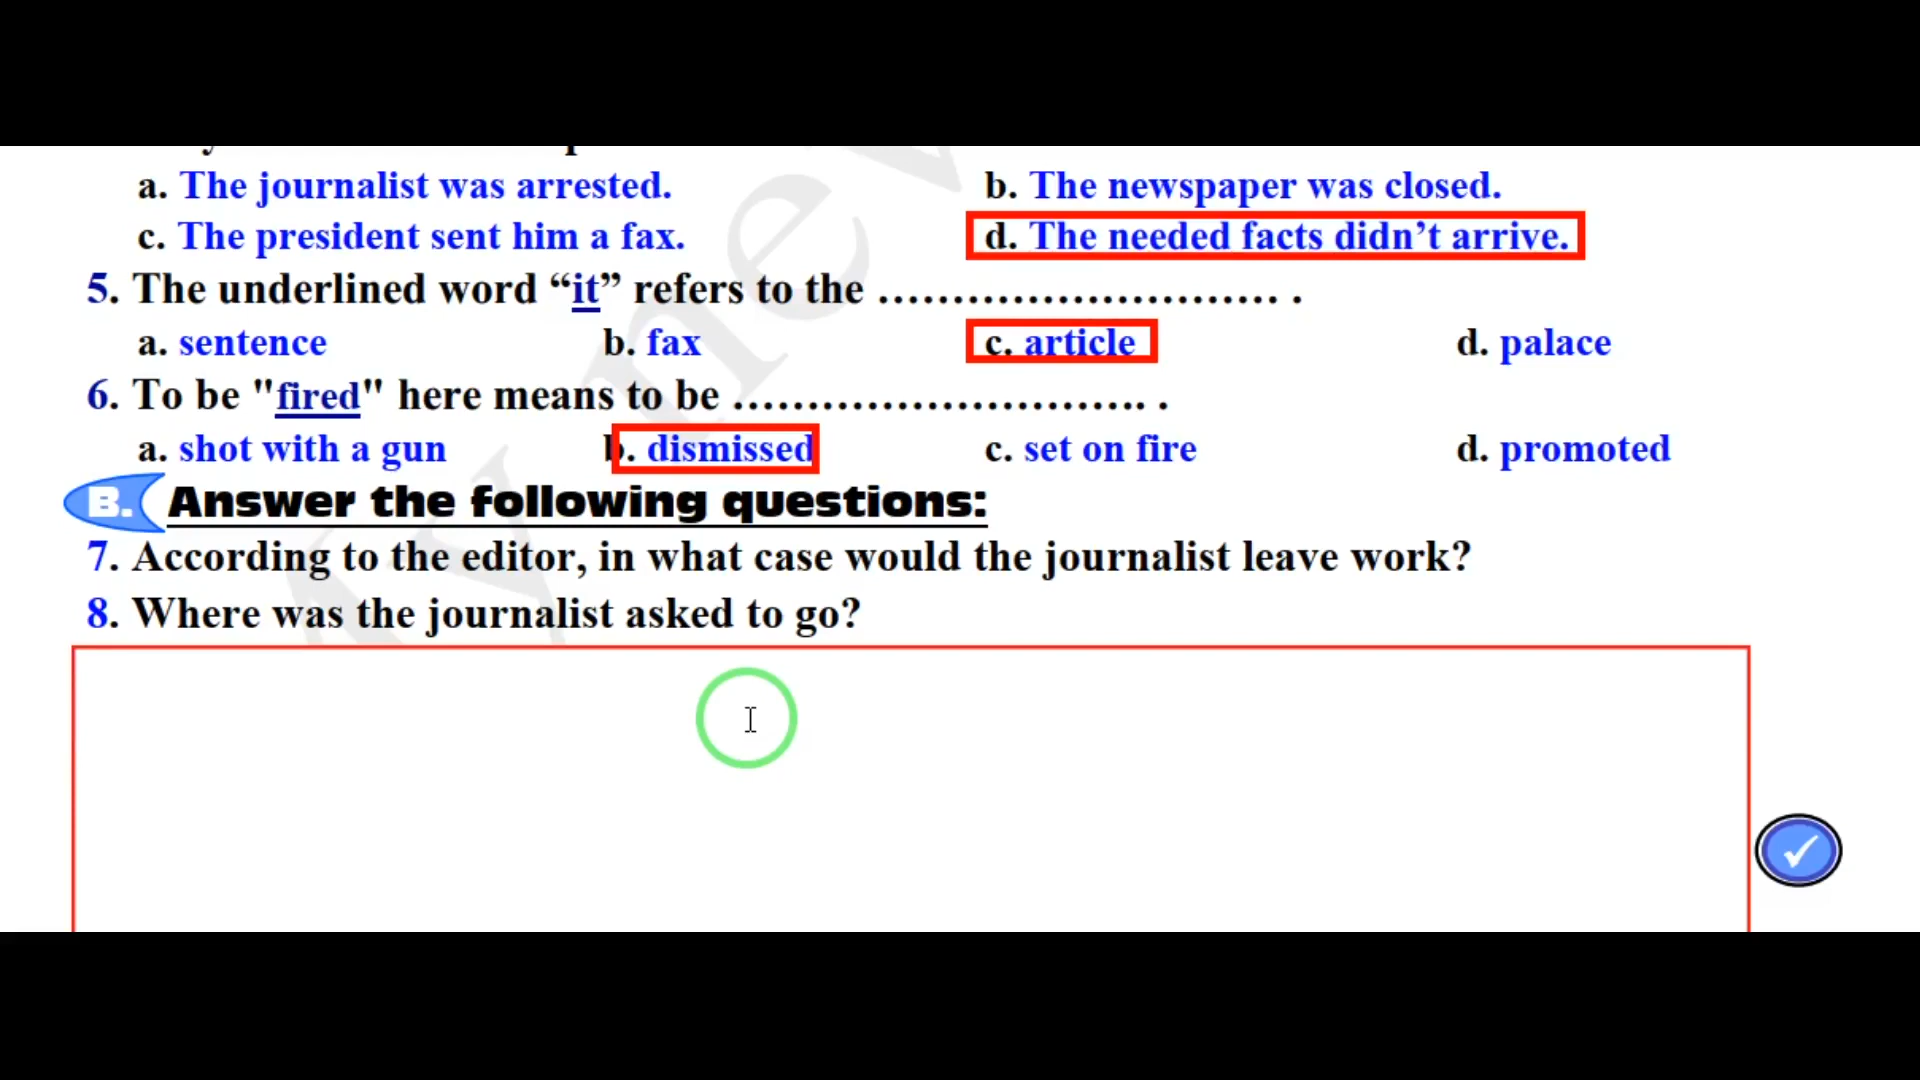 a. The journalist was arrested. b. The newspaper was closed.
c. The president sent him a fax. d. The needed facts didn’t arrive.
5. The underlined word “it” refers to the ……………………… .
a. sentence b. fax c. article d. palace
6. To be "fired" here means to be ………………………. .
a. shot with a gun b. dismissed c. set on fire d. promoted
B. Answer the following questions:
7. According to the editor, in what case would the journalist leave work?
8. Where was the journalist asked to go?